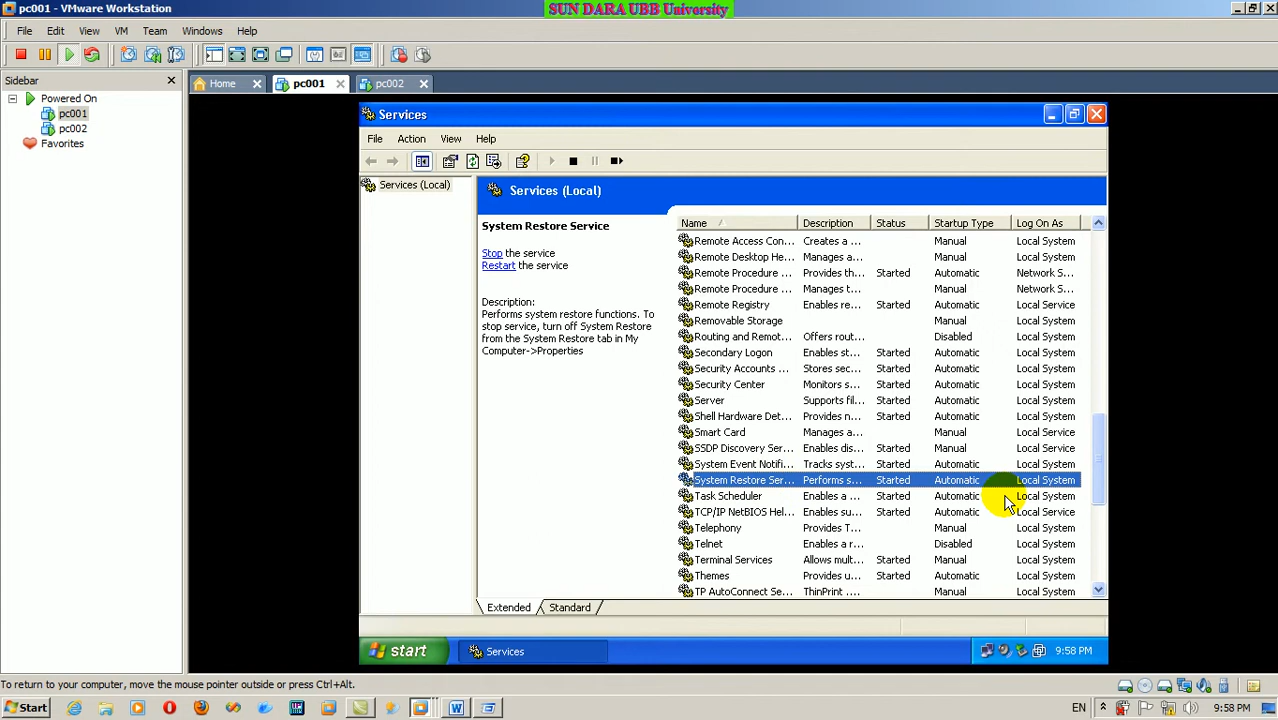 pc001 - VMware Workstation
SUN DARA UBB University
File Edit View VM Team Windows Help
Sidebar
Home pc001 pc002
Powered On
pc001
pc002
Favorites
Services
File Action View Help
Services (Local)
Services (Local)
System Restore Service
Stop the service
Restart the service
Description:
Performs system restore functions. To
stop service, turn off System Restore
from the System Restore tab in My
Computer->Properties
Name Description Status Startup Type Log On As
Remote Access Con... Creates a ... Manual Local System
Remote Desktop He... Manages a... Manual Local System
Remote Procedure ... Provides th... Started Automatic Network S...
Remote Procedure ... Manages t... Manual Network S...
Remote Registry Enables re... Started Automatic Local Service
Removable Storage Manual Local System
Routing and Remot... Offers rout... Disabled Local System
Secondary Logon Enables st... Started Automatic Local System
Security Accounts ... Stores sec... Started Automatic Local System
Security Center Monitors s... Started Automatic Local System
Server Supports fil... Started Automatic Local System
Shell Hardware Det... Provides n... Started Automatic Local System
Smart Card Manages a... Manual Local Service
SSDP Discovery Ser... Enables dis... Started Manual Local Service
System Event Notifi... Tracks syst... Started Automatic Local System
System Restore Ser... Performs s... Started Automatic Local System
Task Scheduler Enables a ... Started Automatic Local System
TCP/IP NetBIOS Hel... Enables su... Started Automatic Local Service
Telephony Provides T... Manual Local System
Telnet Enables a r... Disabled Local System
Terminal Services Allows mult... Started Manual Local System
Themes Provides u... Started Automatic Local System
TP AutoConnect Se... ThinPrint .... Manual Local System
Extended Standard
start Services 9:58 PM
To return to your computer, move the mouse pointer outside or press Ctrl+Alt.
Start EN 9:58 PM